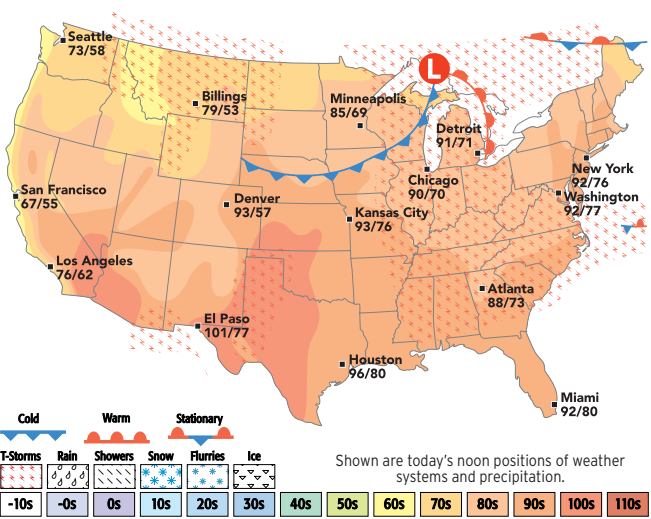 Seattle
73/58
Billings
79/53
Minneapolis
85/69
L
Detroit
91/71
New York
92/76
Washington
92/77
Chicago
90/70
San Francisco
67/55
Denver
93/57
Kansas City
93/76
Los Angeles
76/62
Atlanta
88/73
El Paso
101/77
Houston
96/80
Miami
92/80
Cold Warm Stationary
T-Storms Rain Showers Snow Flurries Ice
Shown are today's noon positions of weather
systems and precipitation.
-10s -0s 0s 10s 20s 30s 40s 50s 60s 70s 80s 90s 100s 110s